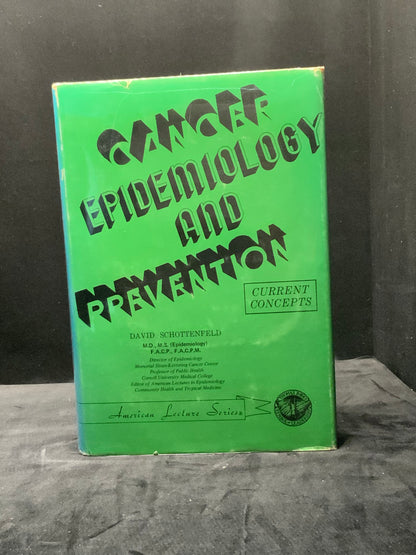 CANCER
EPIDEMIOLOGY
AND
PREVENTION
CURRENT
CONCEPTS
DAVID SCHOTTENFELD
M.D., M.S. (Epidemiology)
F.A.C.P., F.A.C.P.M.
Director of Epidemiology
Memorial Sloan-Kettering Cancer Center
Professor of Public Health
Cornell University Medical College
Editor of American Lectures in Epidemiology
Community Health and Tropical Medicine
American Lecture Series